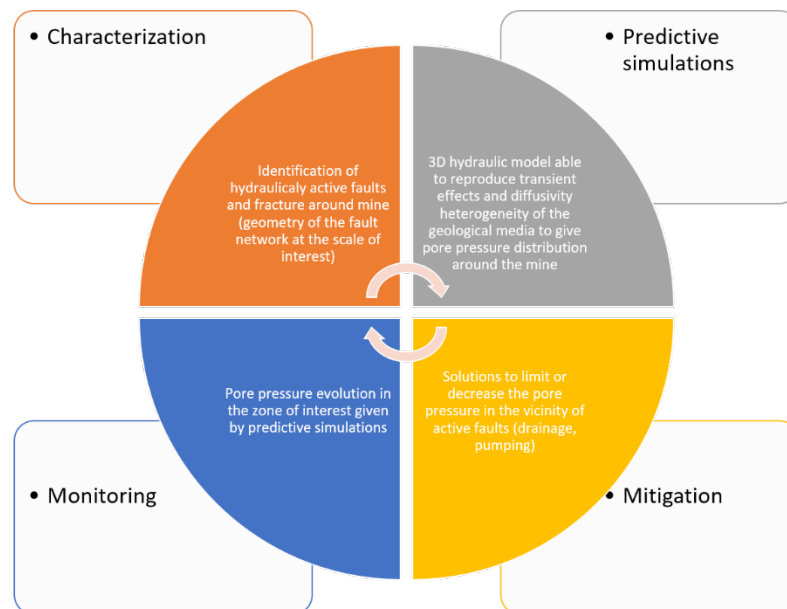 • Characterization
• Predictive
simulations
Identification of
hydraulicaly active faults
and fracture around mine
(geometry of the fault
network at the scale of
interest)
3D hydraulic model able
to reproduce transient
effects and diffusivity
heterogeneity of the
geological media to give
pore pressure distribution
around the mine
Pore pressure evolution in
the zone of interest given
by predictive simulations
Solutions to limit or
decrease the pore
pressure in the vicinity of
active faults (drainage,
pumping)
• Monitoring
• Mitigation